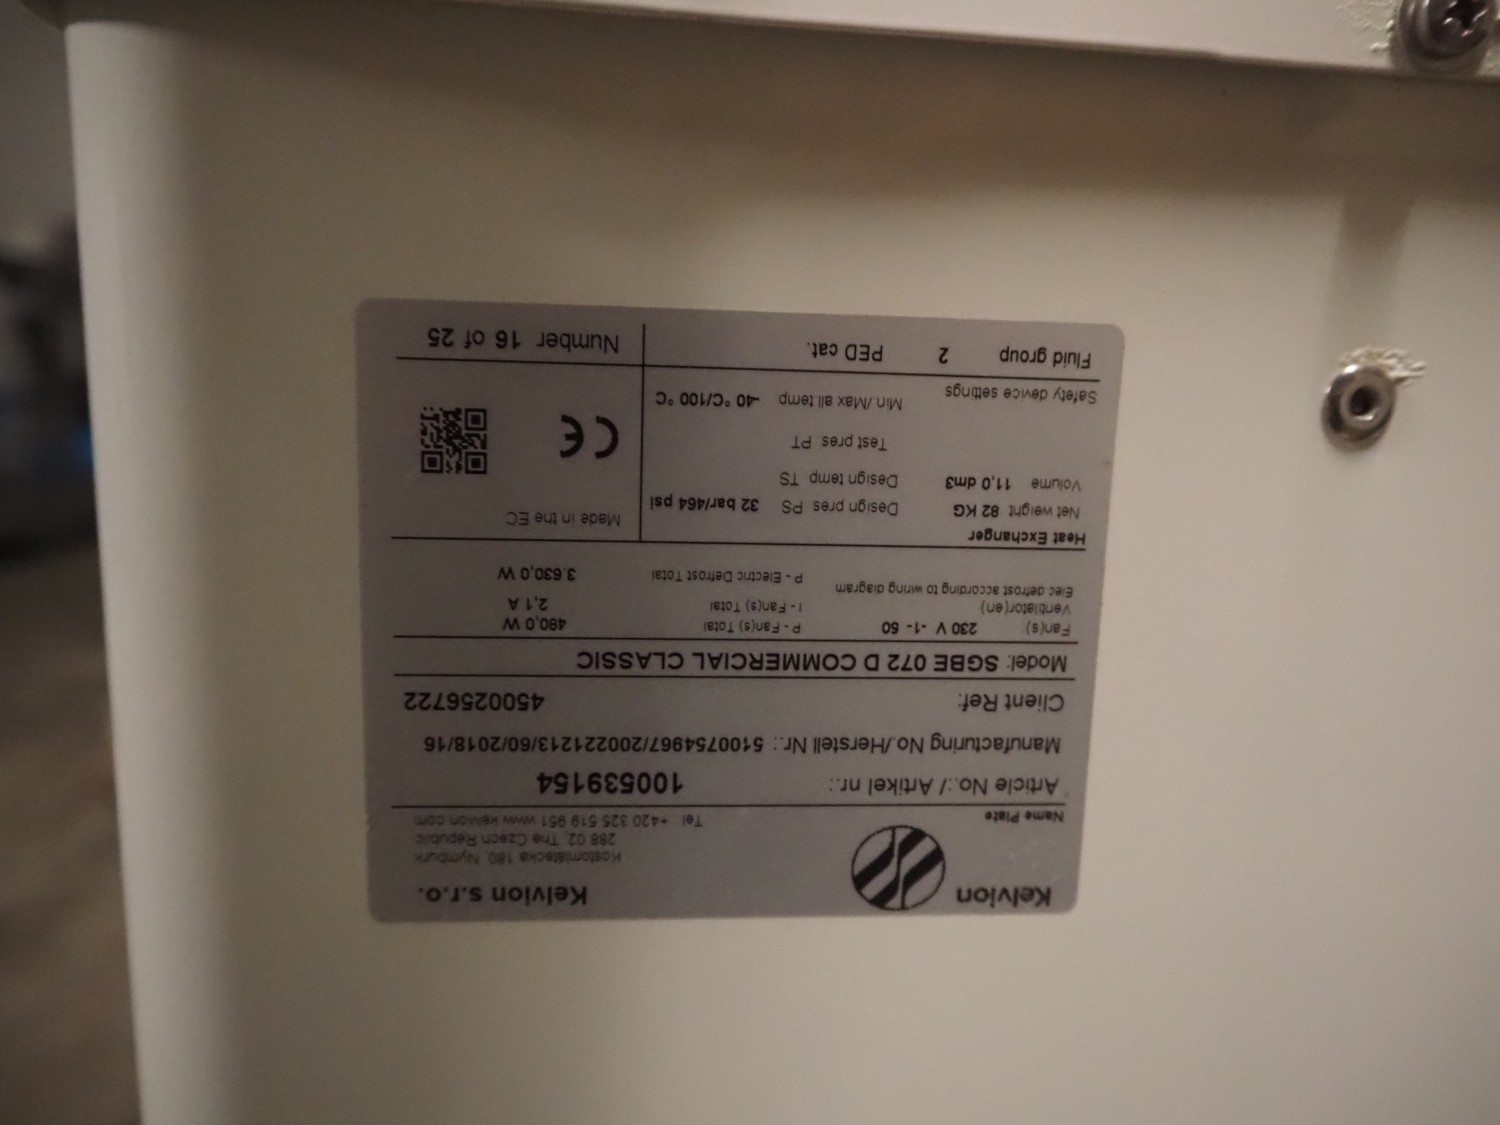 Kelvion
Kelvion s.r.o.
Kostomlátecká 180, Nymburk
288 02, The Czech Republic
Tel : +420 325 519 951 www.kelvion.com
Name Plate
Article No.: / Artikel nr.: 100539154
Manufacturing No./Herstell Nr.: 5100754967/200221213/60/2018/16
Client Ref: 4500256722
Model: SGBE 072 D COMMERCIAL CLASSIC
Fan(s) 230 V -1- 50 P - Fan(s) Total 480,0 W
Ventilator(en) I - Fan(s) Total 2,1 A
Elec defrost according to wiring diagram P - Electric Defrost Total 3.630,0 W
Heat Exchanger
Net weight 82 KG Design pres PS 32 bar/464 psi Made in the EC
Volume 11,0 dm3 Design temp TS
Test pres. PT
CE
Safety device settings Min./Max all temp -40 °C/100 °C
Fluid group 2 PED cat. Number 16 of 25